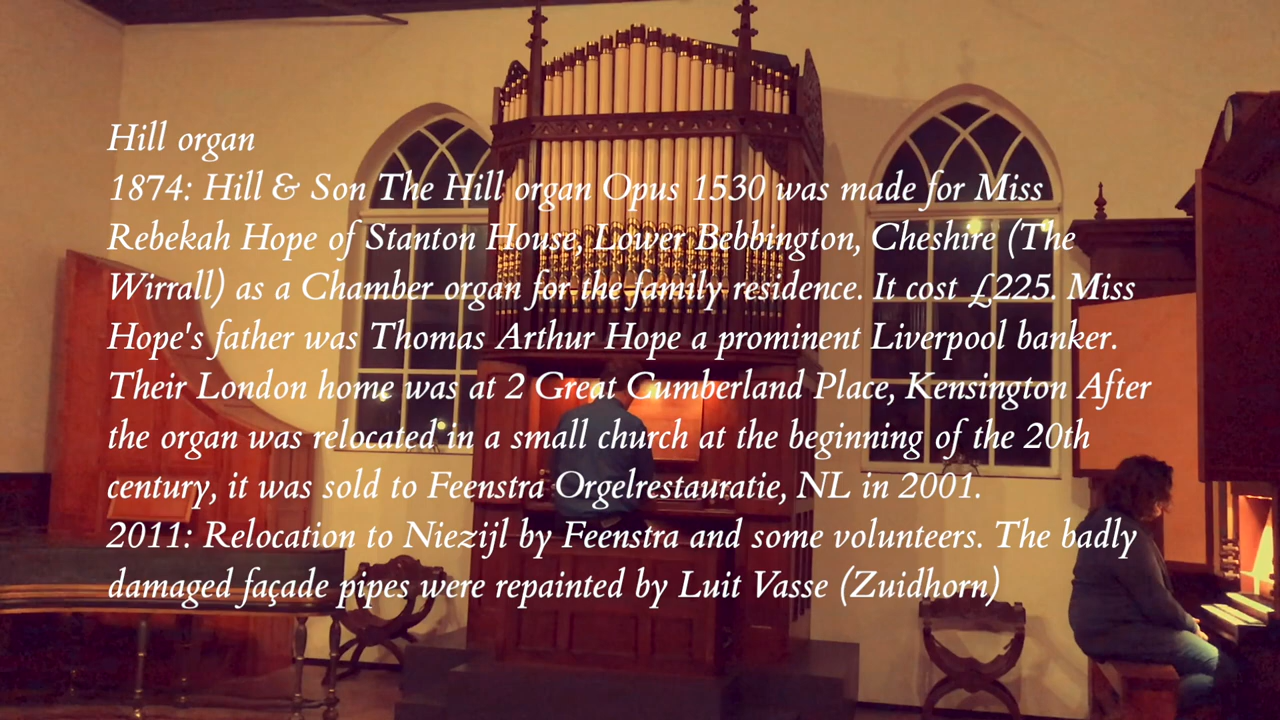 Hill organ
1874: Hill & Son The Hill organ Opus 1530 was made for Miss
Rebekah Hope of Stanton House, Lower Bebbington, Cheshire (The
Wirrall) as a Chamber organ for the family residence. It cost £225. Miss
Hope's father was Thomas Arthur Hope a prominent Liverpool banker.
Their London home was at 2 Great Cumberland Place, Kensington After
the organ was relocated in a small church at the beginning of the 20th
century, it was sold to Feenstra Orgelrestauratie, NL in 2001.
2011: Relocation to Niezijl by Feenstra and some volunteers. The badly
damaged façade pipes were repainted by Luit Vasse (Zuidhorn)